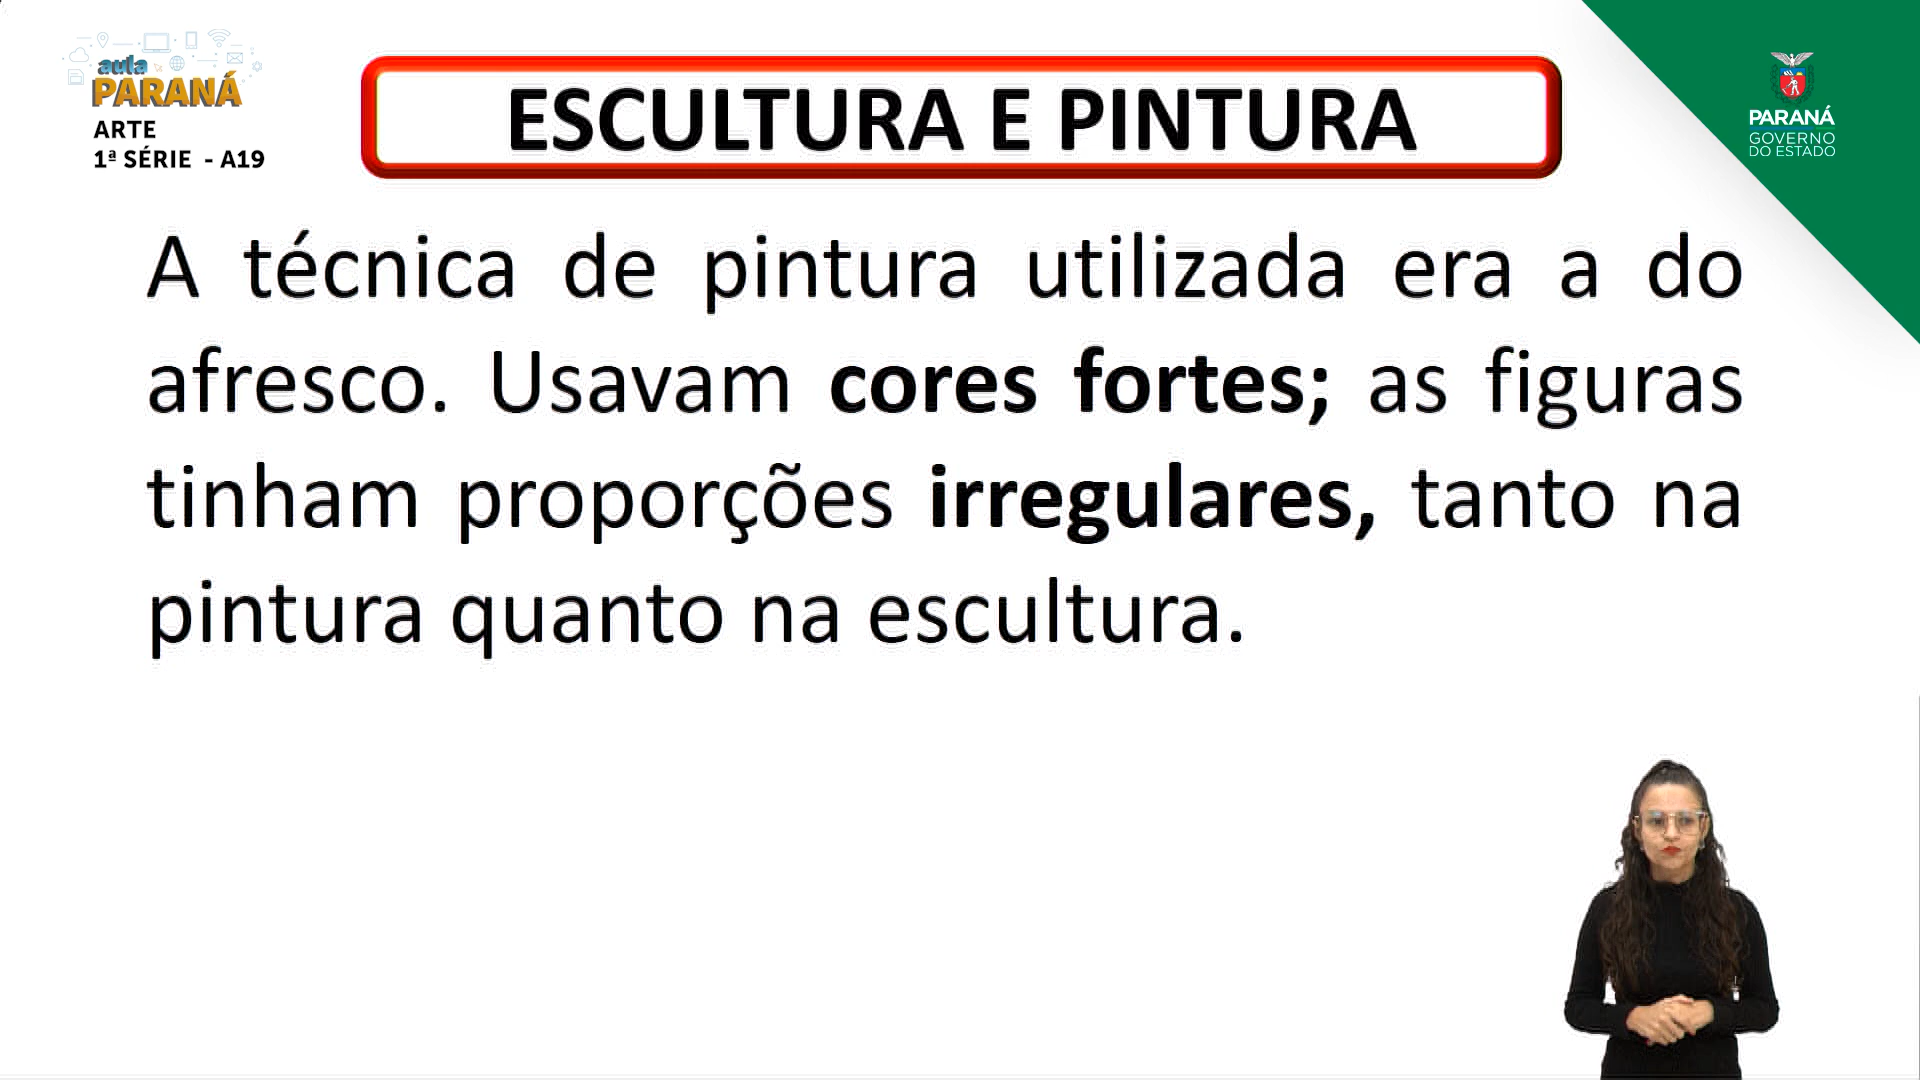 aula
PARANÁ
ARTE
1ª SÉRIE - A19
ESCULTURA E PINTURA
PARANÁ
GOVERNO
DO ESTADO
A técnica de pintura utilizada era a do
afresco. Usavam cores fortes; as figuras
tinham proporções irregulares, tanto na
pintura quanto na escultura.